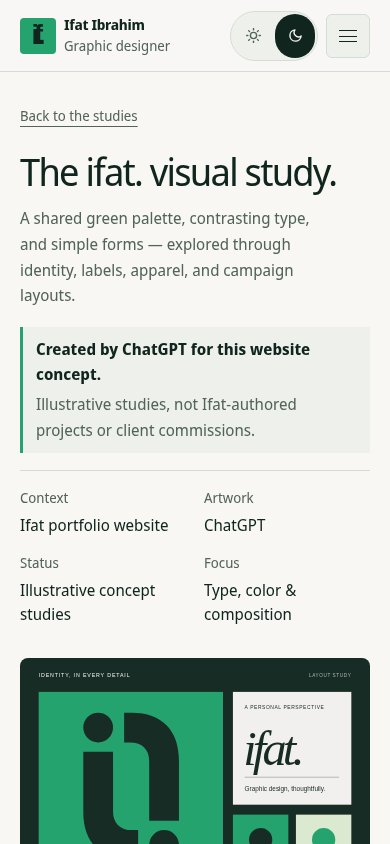 Ifat Ibrahim
Graphic designer
Back to the studies
The ifat. visual study.
A shared green palette, contrasting type,
and simple forms — explored through
identity, labels, apparel, and campaign
layouts.
Created by ChatGPT for this website
concept.
Illustrative studies, not Ifat-authored
projects or client commissions.
Context
Ifat portfolio website
Artwork
ChatGPT
Status
Illustrative concept
studies
Focus
Type, color &
composition
IDENTITY, IN EVERY DETAIL
LAYOUT STUDY
A PERSONAL PERSPECTIVE
ifat.
Graphic design, thoughtfully.